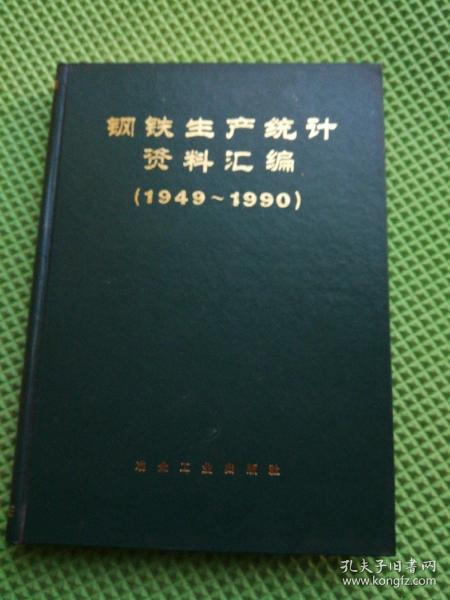 钢铁生产统计
资料汇编
(1949~1990)
冶金工业出版社
孔夫子旧书网
www.kongfz.com